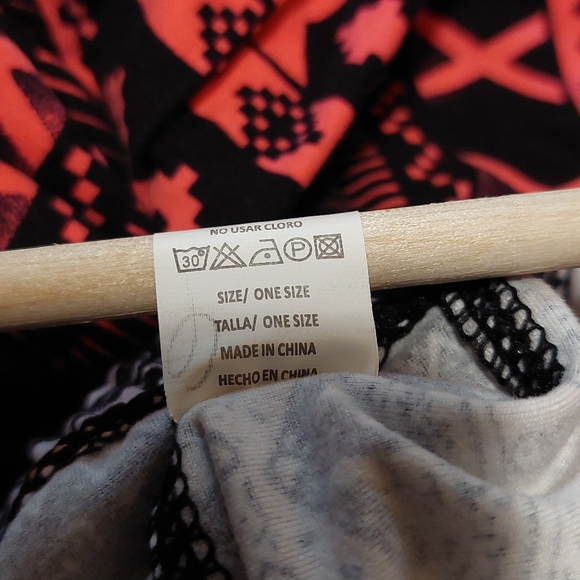 NO USAR CLORO
30° P
SIZE/ ONE SIZE
TALLA/ ONE SIZE
MADE IN CHINA
HECHO EN CHINA